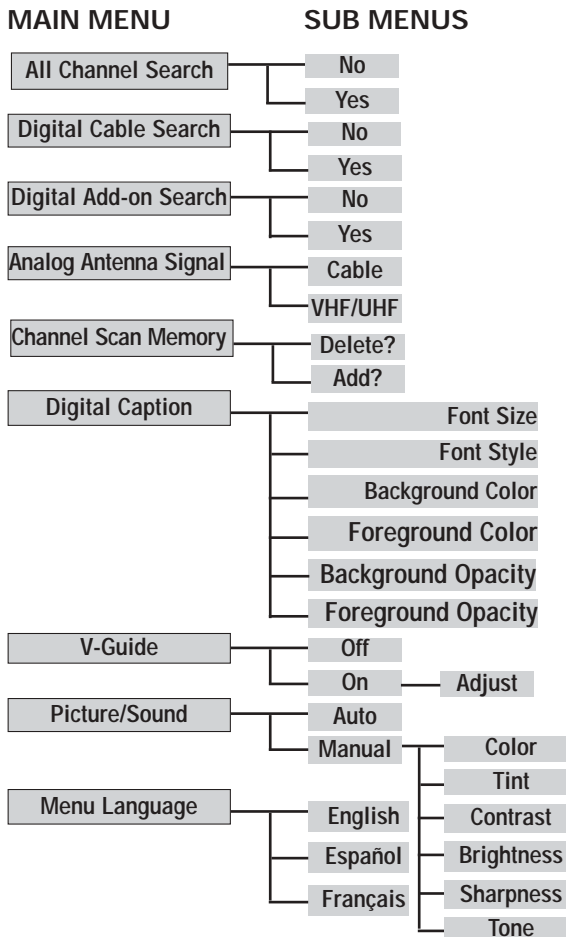 MAIN MENU SUB MENUS
All Channel Search No
Yes
Digital Cable Search No
Yes
Digital Add-on Search No
Yes
Analog Antenna Signal Cable
VHF/UHF
Channel Scan Memory Delete?
Add?
Digital Caption Font Size
Font Style
Background Color
Foreground Color
Background Opacity
Foreground Opacity
V-Guide Off
On Adjust
Picture/Sound Auto
Manual Color
Tint
Menu Language English Contrast
Español Brightness
Français Sharpness
Tone